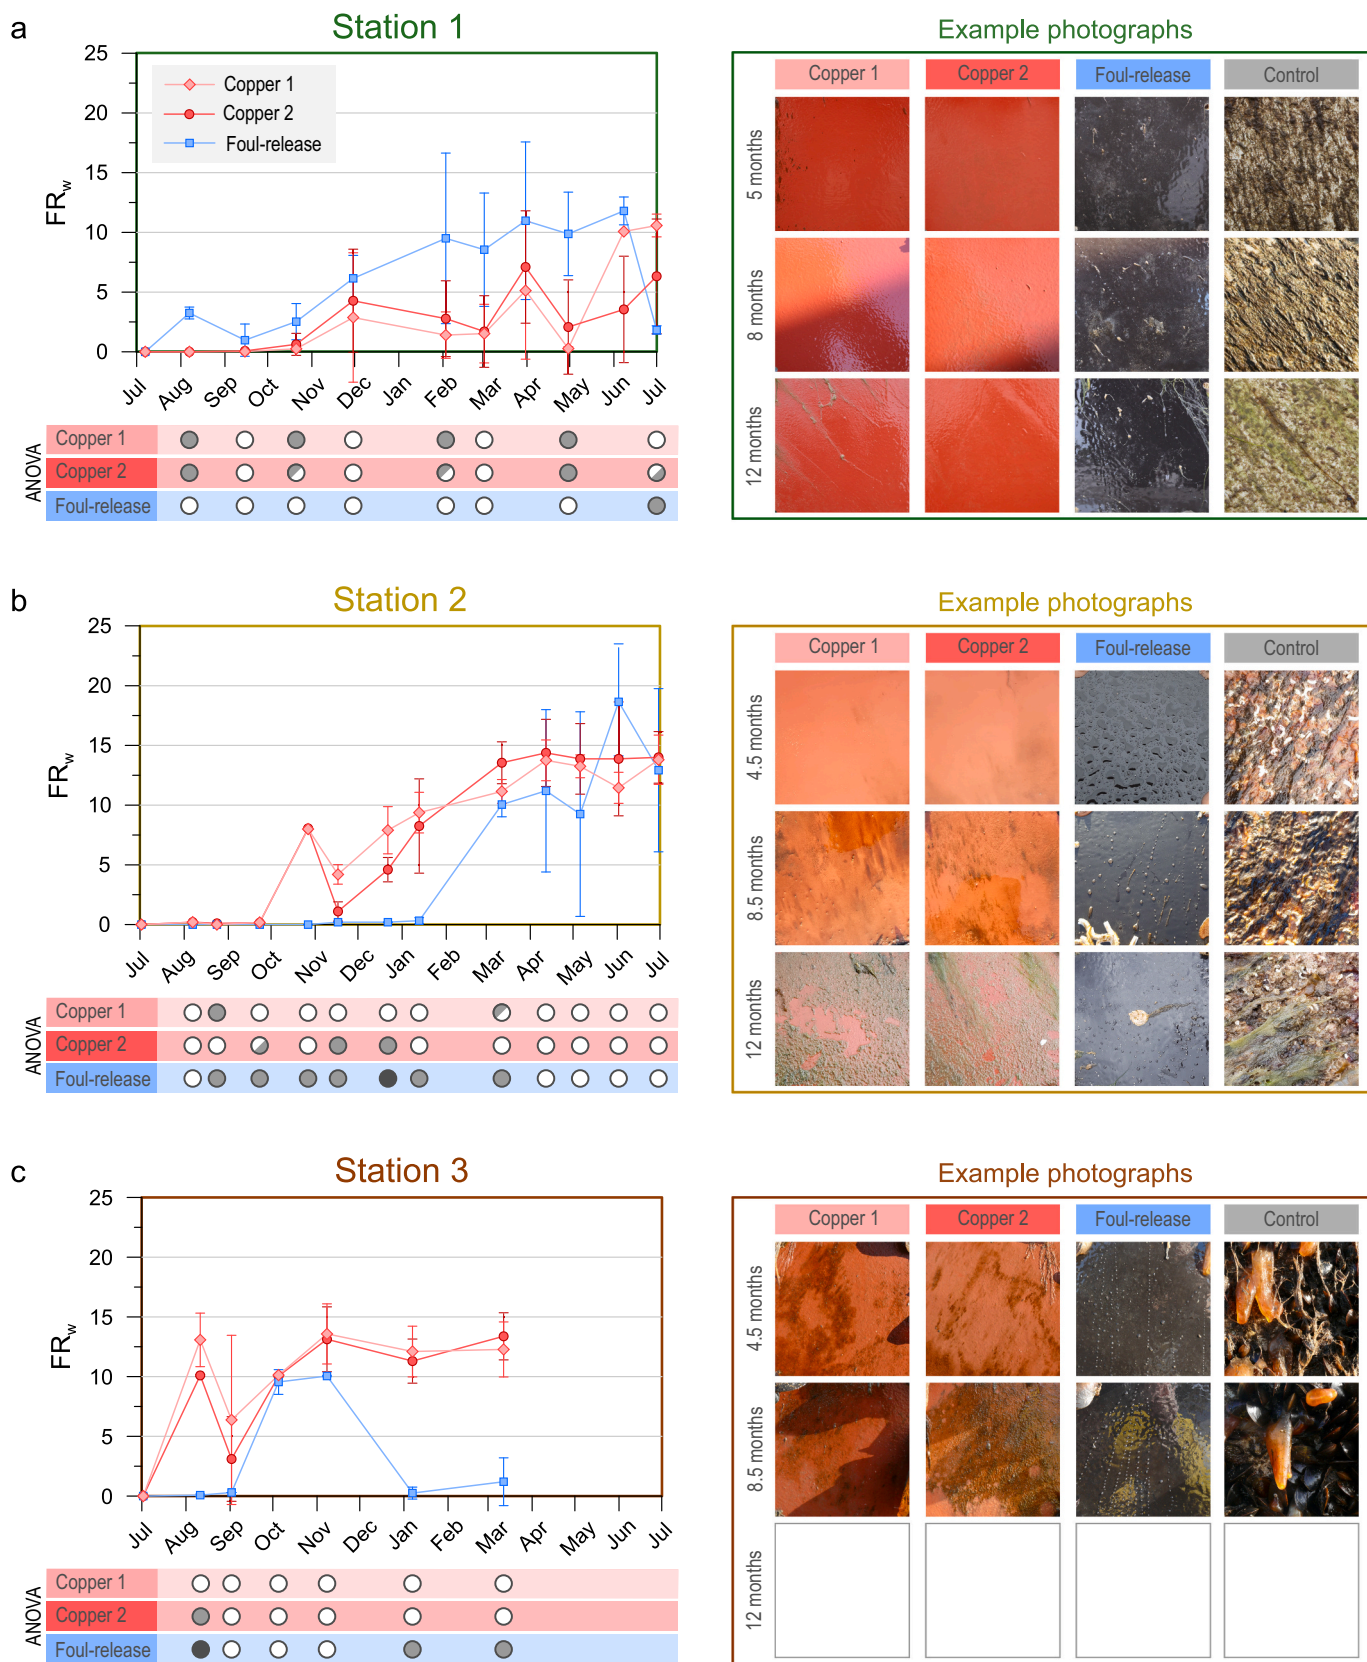 a
Station 1
Example photographs
25
20
15
10
5
0
FRw
Copper 1
Copper 2
Foul-release
Jul
Aug
Sep
Oct
Nov
Dec
Jan
Feb
Mar
Apr
May
Jun
Jul
ANOVA
Copper 1
Copper 2
Foul-release
Copper 1
Copper 2
Foul-release
Control
5 months
8 months
12 months
b
Station 2
Example photographs
25
20
15
10
5
0
FRw
Jul
Aug
Sep
Oct
Nov
Dec
Jan
Feb
Mar
Apr
May
Jun
Jul
ANOVA
Copper 1
Copper 2
Foul-release
Copper 1
Copper 2
Foul-release
Control
4.5 months
8.5 months
12 months
c
Station 3
Example photographs
25
20
15
10
5
0
FRw
Jul
Aug
Sep
Oct
Nov
Dec
Jan
Feb
Mar
Apr
May
Jun
Jul
ANOVA
Copper 1
Copper 2
Foul-release
Copper 1
Copper 2
Foul-release
Control
4.5 months
8.5 months
12 months